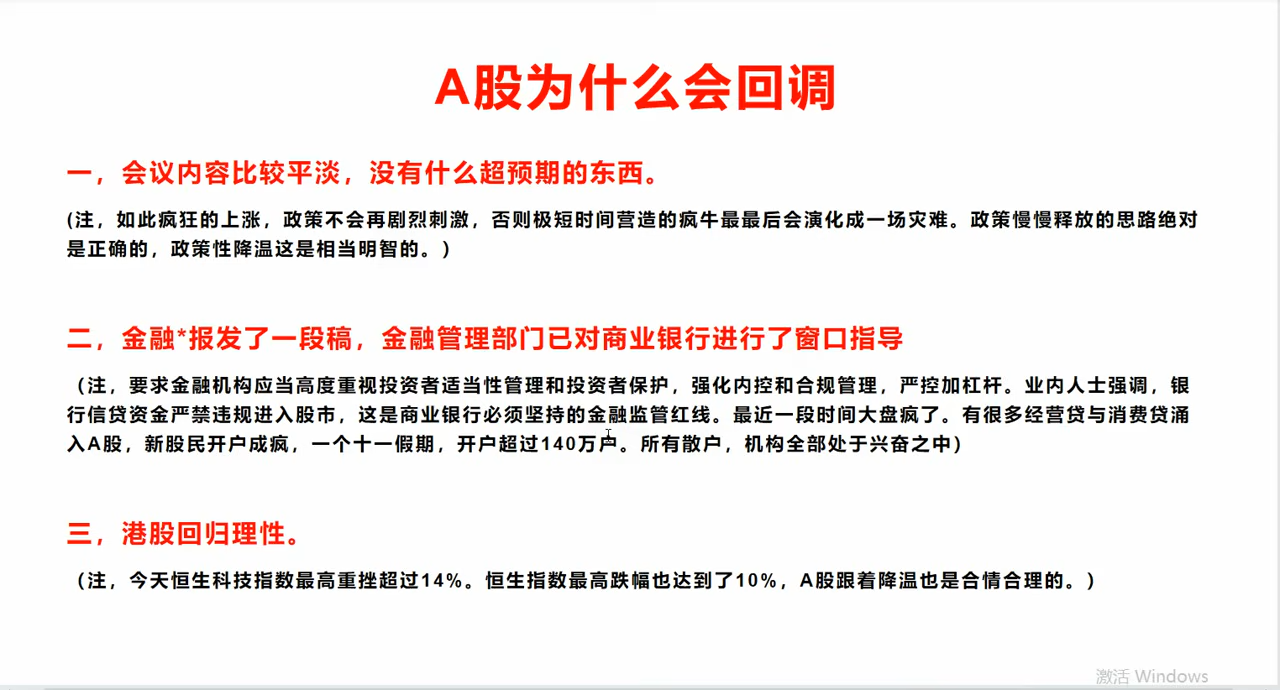 A股为什么会回调
一，会议内容比较平淡，没有什么超预期的东西。
(注，如此疯狂的上涨，政策不会再剧烈刺激，否则极短时间营造的疯牛最最后会演化成一场灾难。政策慢慢释放的思路绝对
是正确的，政策性降温这是相当明智的。)
二，金融*报发了一段稿，金融管理部门已对商业银行进行了窗口指导
（注，要求金融机构应当高度重视投资者适当性管理和投资者保护，强化内控和合规管理，严控加杠杆。业内人士强调，银
行信贷资金严禁违规进入股市，这是商业银行必须坚持的金融监管红线。最近一段时间大盘疯了。有很多经营贷与消费贷涌
入A股，新股民开户成疯，一个十一假期，开户超过140万户。所有散户，机构全部处于兴奋之中）
三，港股回归理性。
（注，今天恒生科技指数最高重挫超过14%。恒生指数最高跌幅也达到了10%，A股跟着降温也是合情合理的。）
激活 Windows